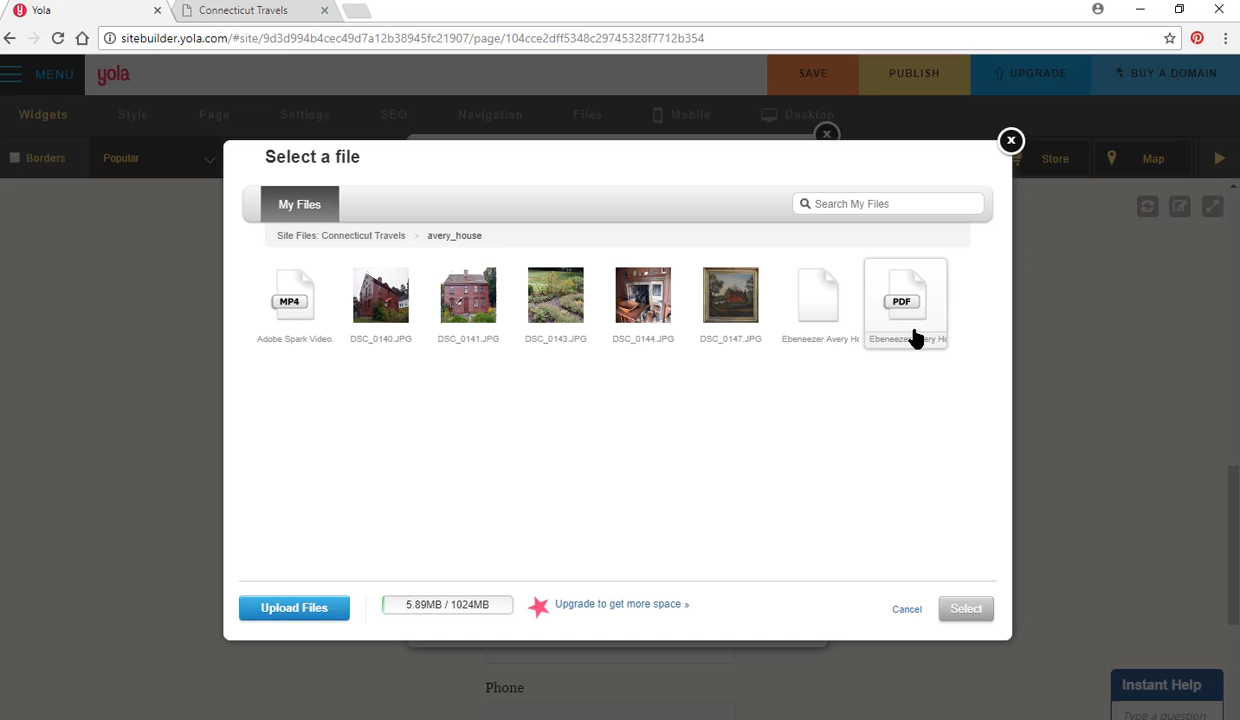 Yola
Connecticut Travels
sitebuilder.yola.com/#site/9d3d994b4cec49d7a12b38945fc21907/page/104cce2dff5348c29745328f7712b354
MENU
yola
SAVE
PUBLISH
UPGRADE
BUY A DOMAIN
Widgets
Style
Page
Settings
SEO
Navigation
Files
Mobile
Desktop
Borders
Popular
Store
Map
Select a file
My Files
Search My Files
Site Files: Connecticut Travels > avery_house
MP4
PDF
Adobe Spark Video.
DSC_0140.JPG
DSC_0141.JPG
DSC_0143.JPG
DSC_0144.JPG
DSC_0147.JPG
Ebeneezer Avery Ho
Upload Files
5.89MB / 1024MB
Upgrade to get more space »
Cancel
Select
Phone
Instant Help
Type a question